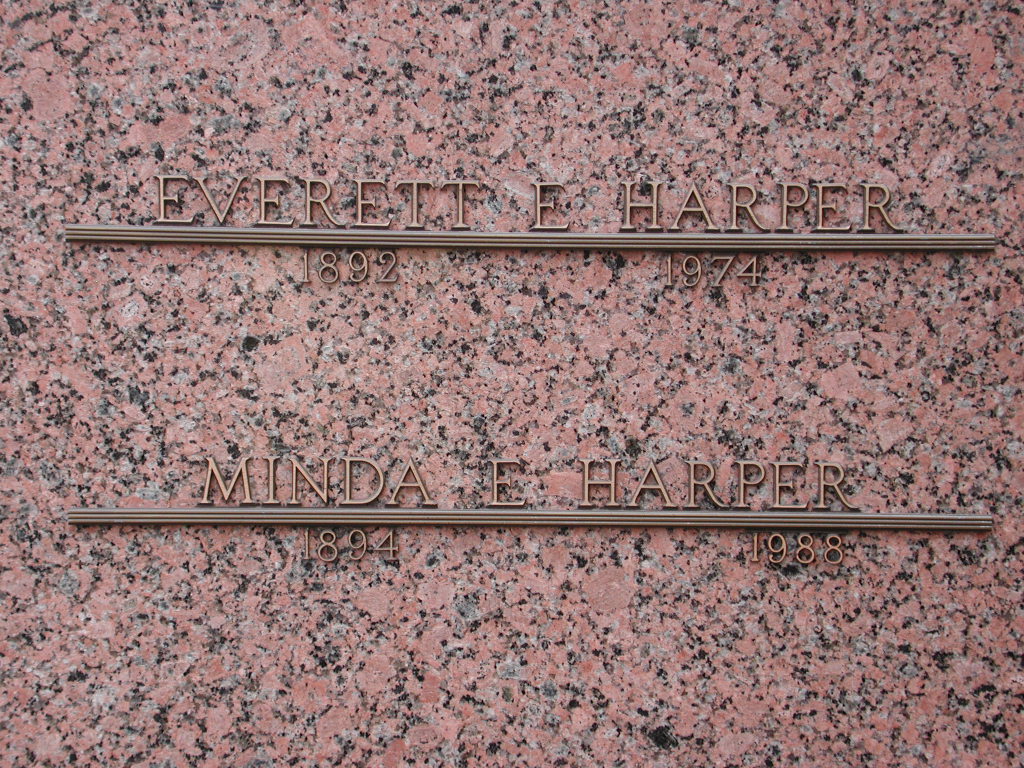 EVERETT E HARPER
1892 1974
MINDA E HARPER
1894 1988